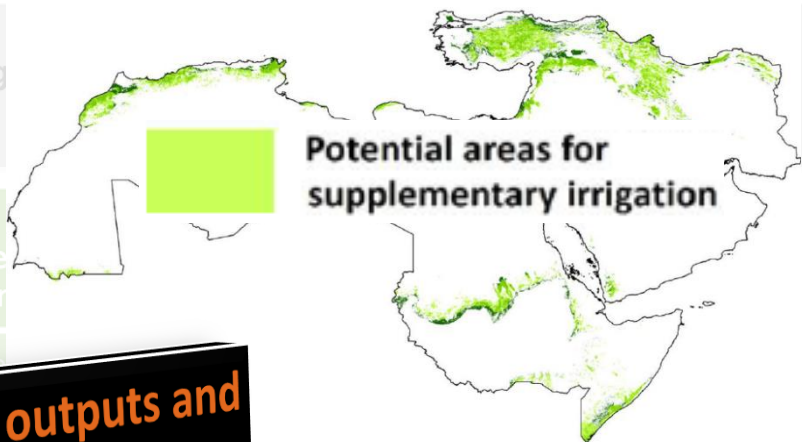 Potential areas for
supplementary irrigation
outputs and